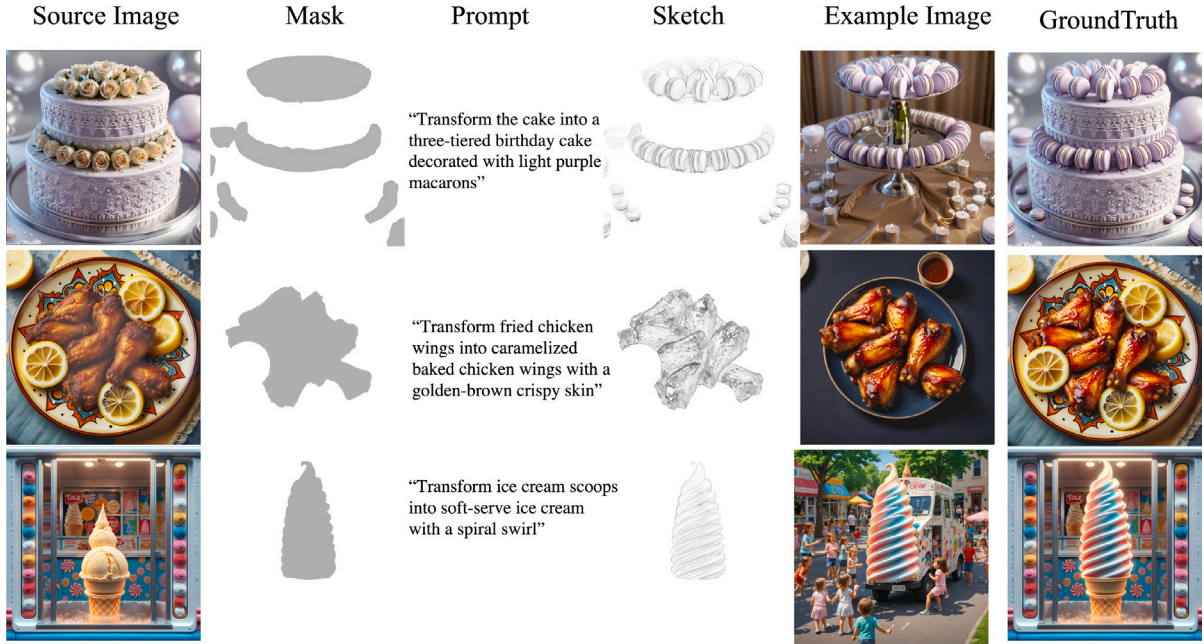 Source Image Mask Prompt Sketch Example Image GroundTruth
“Transform the cake into a
three-tiered birthday cake
decorated with light purple
macarons”
“Transform fried chicken
wings into caramelized
baked chicken wings with a
golden-brown crispy skin”
“Transform ice cream scoops
into soft-serve ice cream
with a spiral swirl”